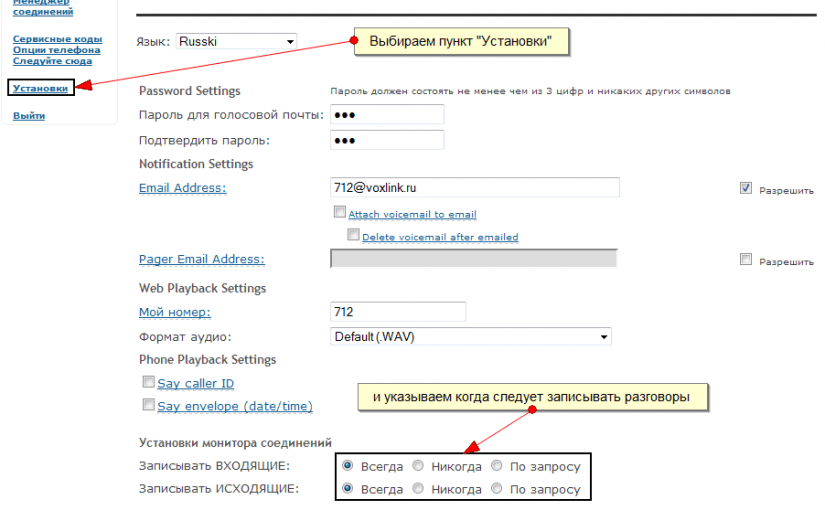 Менеджер
соединений
Сервисные коды
Опции телефона
Следуйте сюда
Установки
Выйти
Язык: Russki
Выбираем пункт "Установки"
Password Settings Пароль должен состоять не менее чем из 3 цифр и никаких других символов
Пароль для голосовой почты: •••
Подтвердить пароль: •••
Notification Settings
Email Address: 712@voxlink.ru Разрешить
Attach voicemail to email
Delete voicemail after emailed
Pager Email Address: Разрешить
Web Playback Settings
Мой номер: 712
Формат аудио: Default (.WAV)
Phone Playback Settings
Say caller ID
Say envelope (date/time)
и указываем когда следует записывать разговоры
Установки монитора соединений
Записывать ВХОДЯЩИЕ: Всегда Никогда По запросу
Записывать ИСХОДЯЩИЕ: Всегда Никогда По запросу